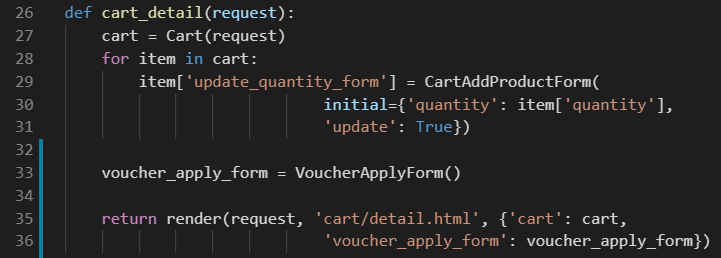 26 def cart_detail(request):
27     cart = Cart(request)
28     for item in cart:
29         item['update_quantity_form'] = CartAddProductForm(
30                             initial={'quantity': item['quantity'],
31                             'update': True})
32
33     voucher_apply_form = VoucherApplyForm()
34
35     return render(request, 'cart/detail.html', {'cart': cart,
36                             'voucher_apply_form': voucher_apply_form})